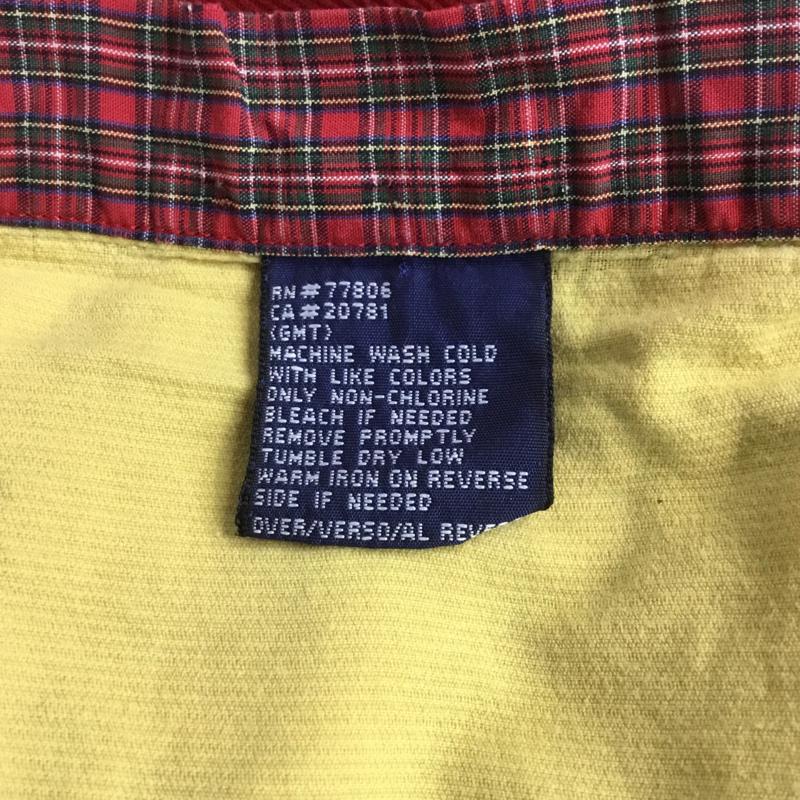 RN#77806
CA#20781
(GMT)
MACHINE WASH COLD
WITH LIKE COLORS
ONLY NON-CHLORINE
BLEACH IF NEEDED
REMOVE PROMPTLY
TUMBLE DRY LOW
WARM IRON ON REVERSE
SIDE IF NEEDED
OVER/VERSO/AL